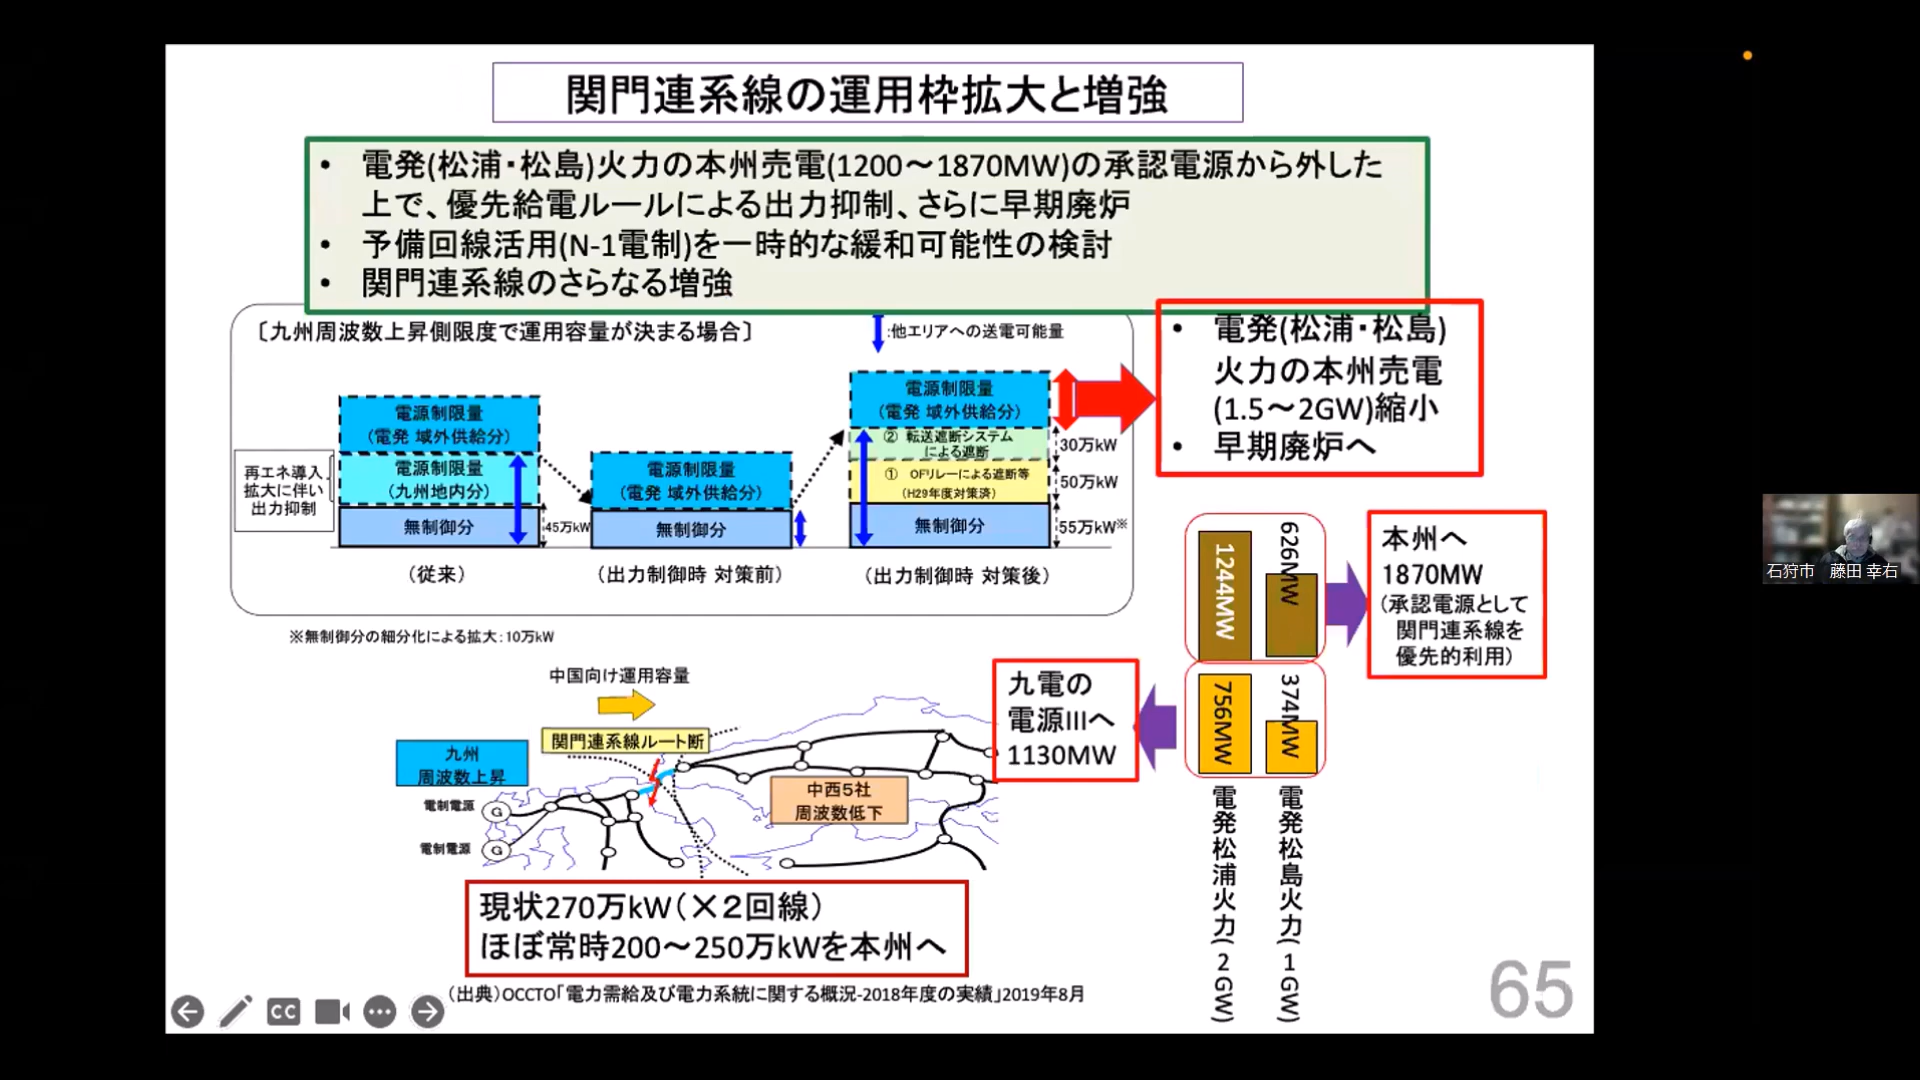 関門連系線の運用枠拡大と増強
• 電発(松浦・松島)火力の本州売電(1200～1870MW)の承認電源から外した
上で、優先給電ルールによる出力抑制、さらに早期廃炉
• 予備回線活用(N-1電制)を一時的な緩和可能性の検討
• 関門連系線のさらなる増強
〔九州周波数上昇側限度で運用容量が決まる場合〕
:他エリアへの送電可能量
再エネ導入
拡大に伴い
出力抑制
電源制限量
(電発 域外供給分)
電源制限量
(九州地内分)
無制御分
45万kW
(従来)
電源制限量
(電発 域外供給分)
無制御分
(出力制御時 対策前)
電源制限量
(電発 域外供給分)
② 転送遮断システム
による遮断
① OFリレーによる遮断等
(H29年度対策済)
無制御分
30万kW
50万kW
55万kW※
(出力制御時 対策後)
• 電発(松浦・松島)
火力の本州売電
(1.5～2GW)縮小
• 早期廃炉へ
※無制御分の細分化による拡大:10万kW
中国向け運用容量
関門連系線ルート断
九州
周波数上昇
電制電源
G
電制電源
G
中西5社
周波数低下
現状270万kW(×2回線)
ほぼ常時200～250万kWを本州へ
(出典)OCCTO「電力需給及び電力系統に関する概況-2018年度の実績」2019年8月
九電の
電源IIIへ
1130MW
1244MW
626MW
756MW
374MW
電発松浦火力(2GW)
電発松島火力(1GW)
本州へ
1870MW
(承認電源として
関門連系線を
優先的利用)
65
CC
石狩市 藤田 幸右